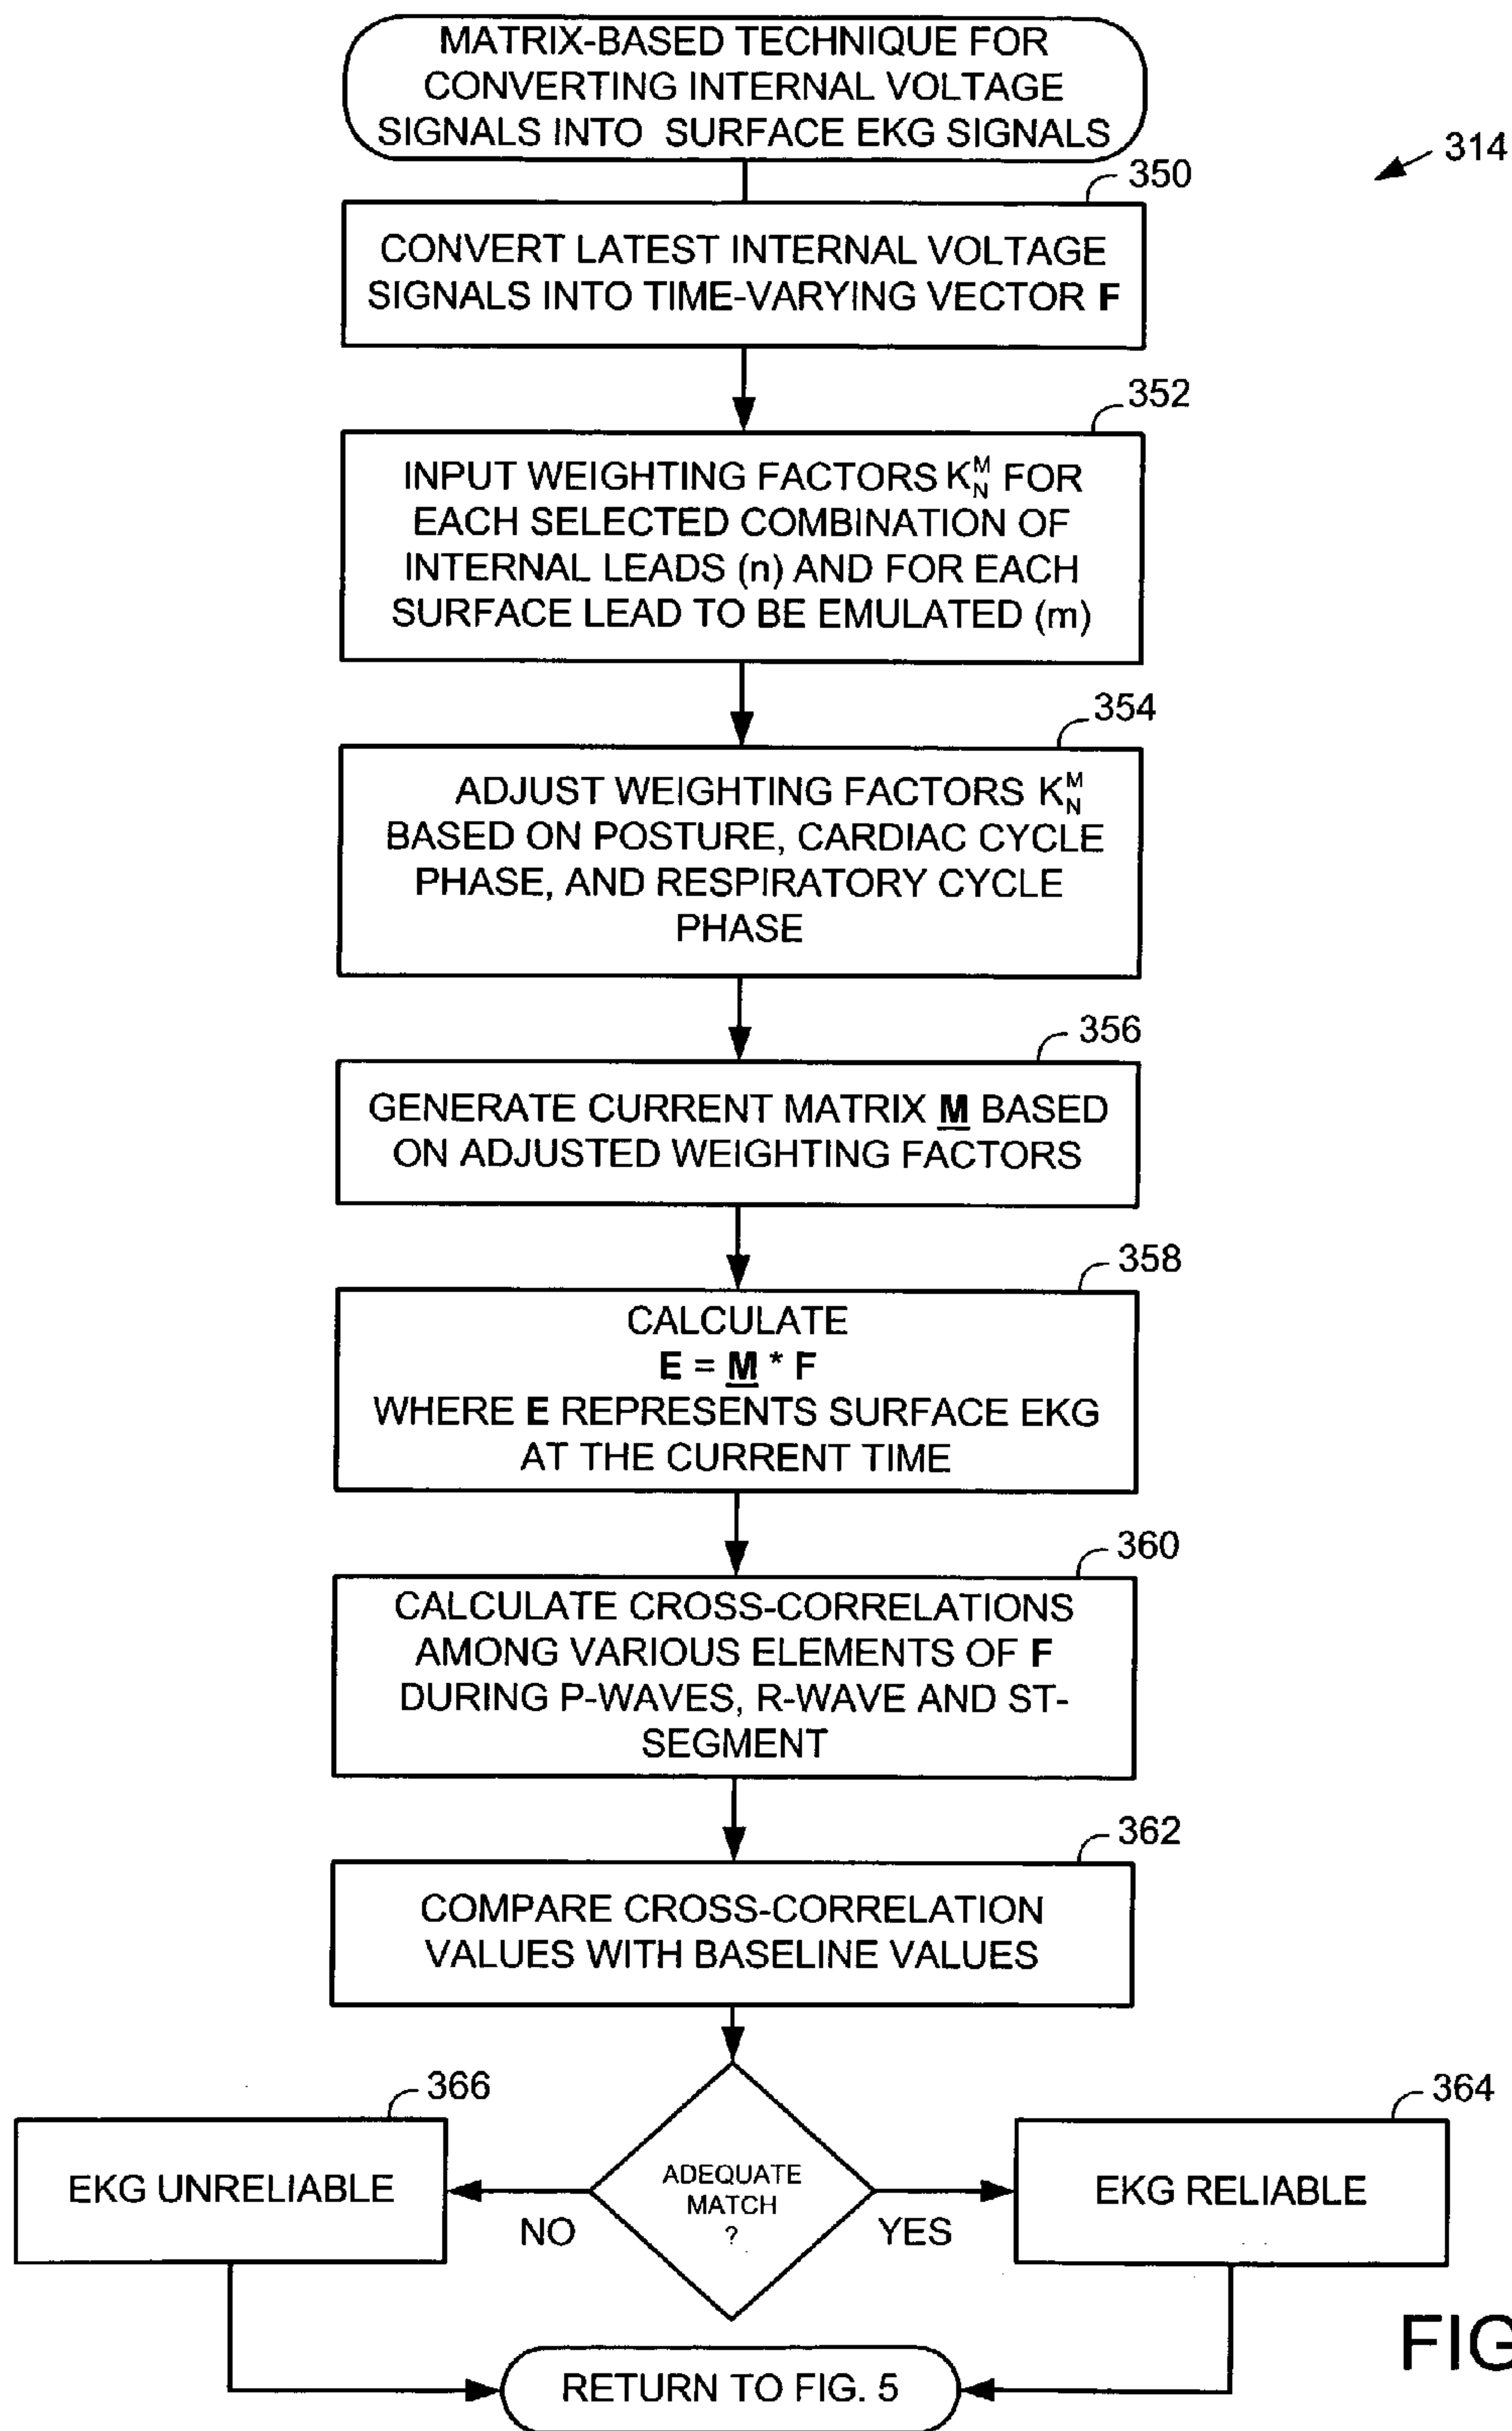 MATRIX-BASED TECHNIQUE FOR
CONVERTING INTERNAL VOLTAGE
SIGNALS INTO SURFACE EKG SIGNALS
314
350
CONVERT LATEST INTERNAL VOLTAGE
SIGNALS INTO TIME-VARYING VECTOR F
352
INPUT WEIGHTING FACTORS K_N^M FOR
EACH SELECTED COMBINATION OF
INTERNAL LEADS (n) AND FOR EACH
SURFACE LEAD TO BE EMULATED (m)
354
ADJUST WEIGHTING FACTORS K_N^M
BASED ON POSTURE, CARDIAC CYCLE
PHASE, AND RESPIRATORY CYCLE
PHASE
356
GENERATE CURRENT MATRIX M BASED
ON ADJUSTED WEIGHTING FACTORS
358
CALCULATE
E = M * F
WHERE E REPRESENTS SURFACE EKG
AT THE CURRENT TIME
360
CALCULATE CROSS-CORRELATIONS
AMONG VARIOUS ELEMENTS OF F
DURING P-WAVES, R-WAVE AND ST-
SEGMENT
362
COMPARE CROSS-CORRELATION
VALUES WITH BASELINE VALUES
366
EKG UNRELIABLE
NO
ADEQUATE
MATCH
?
YES
364
EKG RELIABLE
RETURN TO FIG. 5